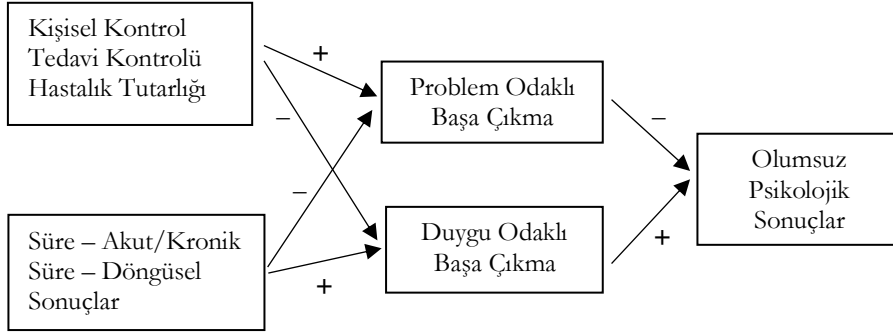 Kişisel Kontrol
Tedavi Kontrolü
Hastalık Tutarlığı
+
–
Problem Odaklı
Başa Çıkma
–
Olumsuz
Psikolojik
Sonuçlar
–
Süre – Akut/Kronik
Süre – Döngüsel
Sonuçlar
+
Duygu Odaklı
Başa Çıkma
+